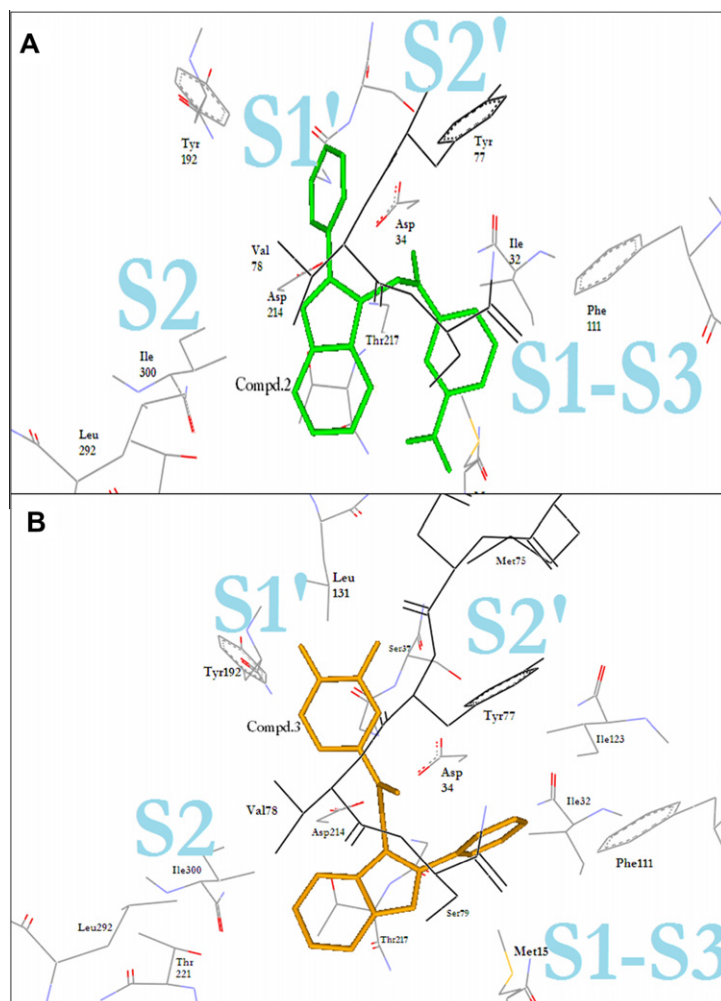 A
S2'
S1'
Tyr
192
Tyr
77
Asp
34
Val
78
Ile
32
Asp
214
S2
Phe
111
Thr217
Ile
300
Compd.2
S1-S3
Leu
292
B
Met75
Leu
131
S1'
S2'
Ser37
Tyr192
Tyr77
Compd.3
Ile123
Asp
34
Val78
Ile32
Asp214
S2
Phe111
Ile300
Ser79
Leu292
Thr217
Met15
S1-S3
Thr
221